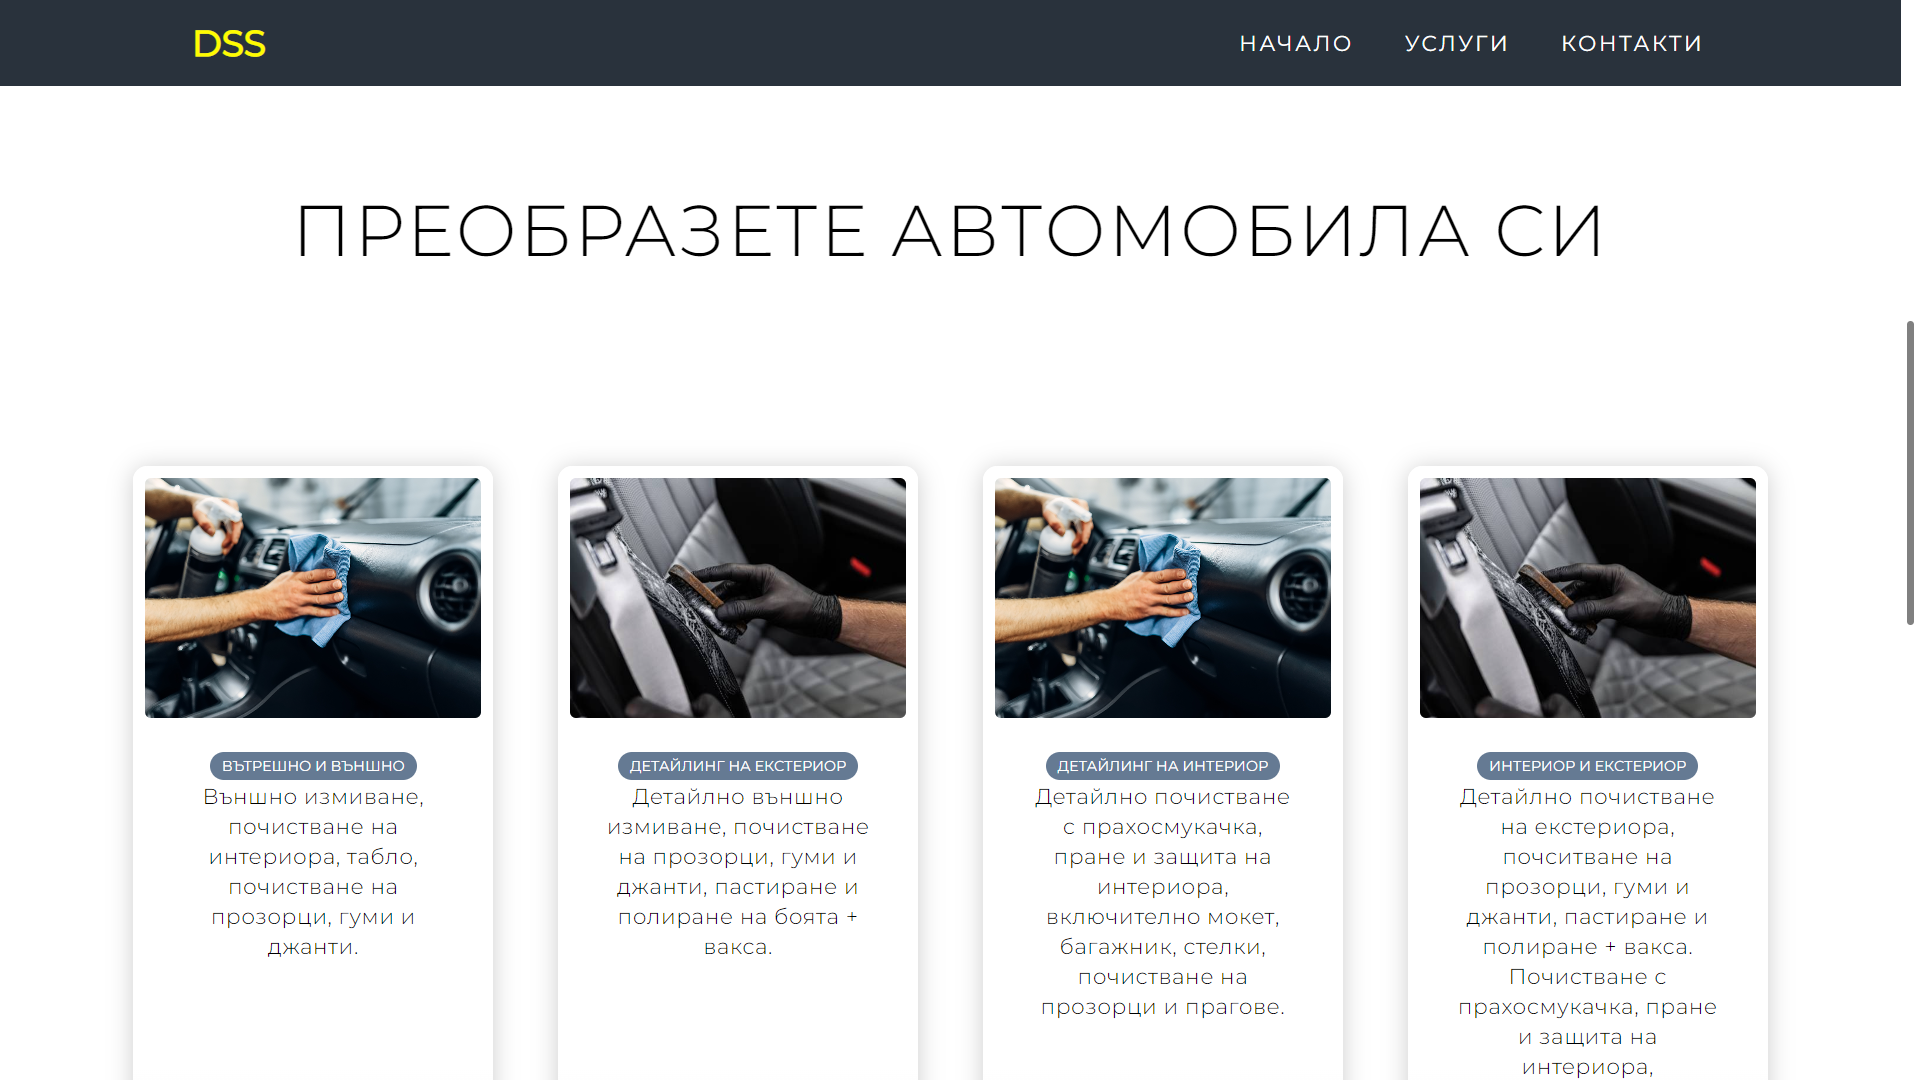 DSS
НАЧАЛО УСЛУГИ КОНТАКТИ
ПРЕОБРАЗЕТЕ АВТОМОБИЛА СИ
ВЪТРЕШНО И ВЪНШНО
Външно измиване,
почистване на
интериора, табло,
почистване на
прозорци, гуми и
джанти.
ДЕТАЙЛИНГ НА ЕКСТЕРИОР
Детайлно външно
измиване, почистване
на прозорци, гуми и
джанти, пастиране и
полиране на боята +
вакса.
ДЕТАЙЛИНГ НА ИНТЕРИОР
Детайлно почистване
с прахосмукачка,
пране и защита на
интериора,
включително мокет,
багажник, стелки,
почистване на
прозорци и прагове.
ИНТЕРИОР И ЕКСТЕРИОР
Детайлно почистване
на екстериора,
почситване на
прозорци, гуми и
джанти, пастиране и
полиране + вакса.
Почистване с
прахосмукачка, пране
и защита на
интериора,